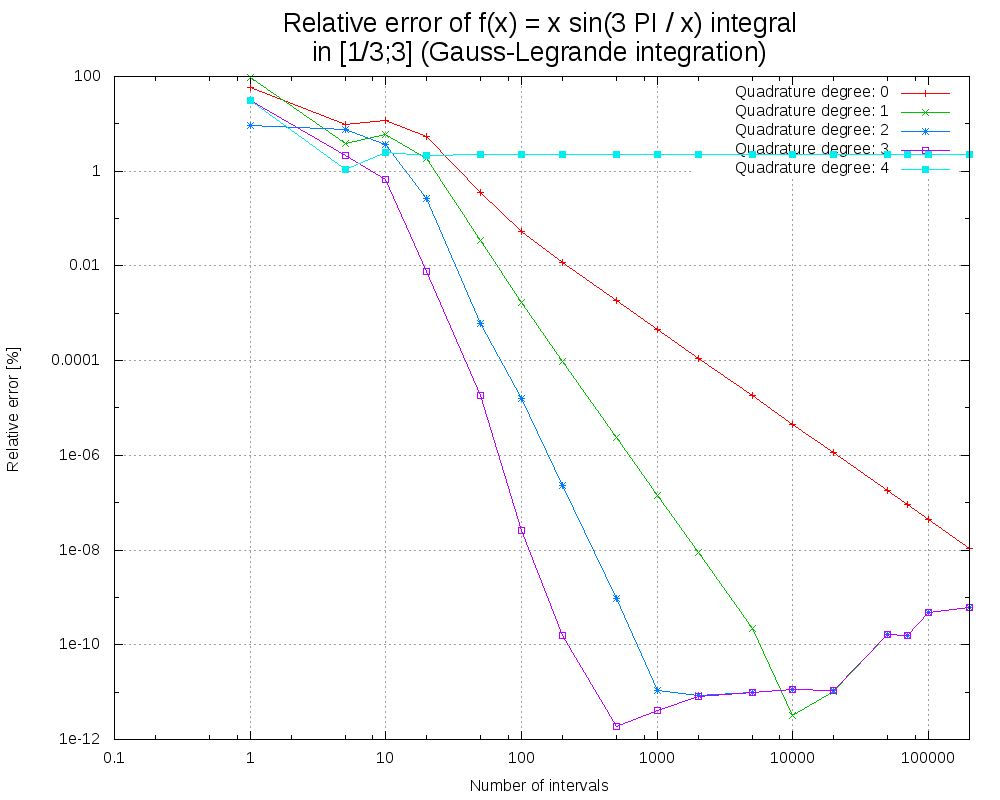 Relative error of f(x) = x sin(3 PI / x) integral
in [1/3;3] (Gauss-Legrande integration)
Quadrature degree: 0
Quadrature degree: 1
Quadrature degree: 2
Quadrature degree: 3
Quadrature degree: 4
Relative error [%]
100
1
0.01
0.0001
1e-06
1e-08
1e-10
1e-12
0.1 1 10 100 1000 10000 100000
Number of intervals